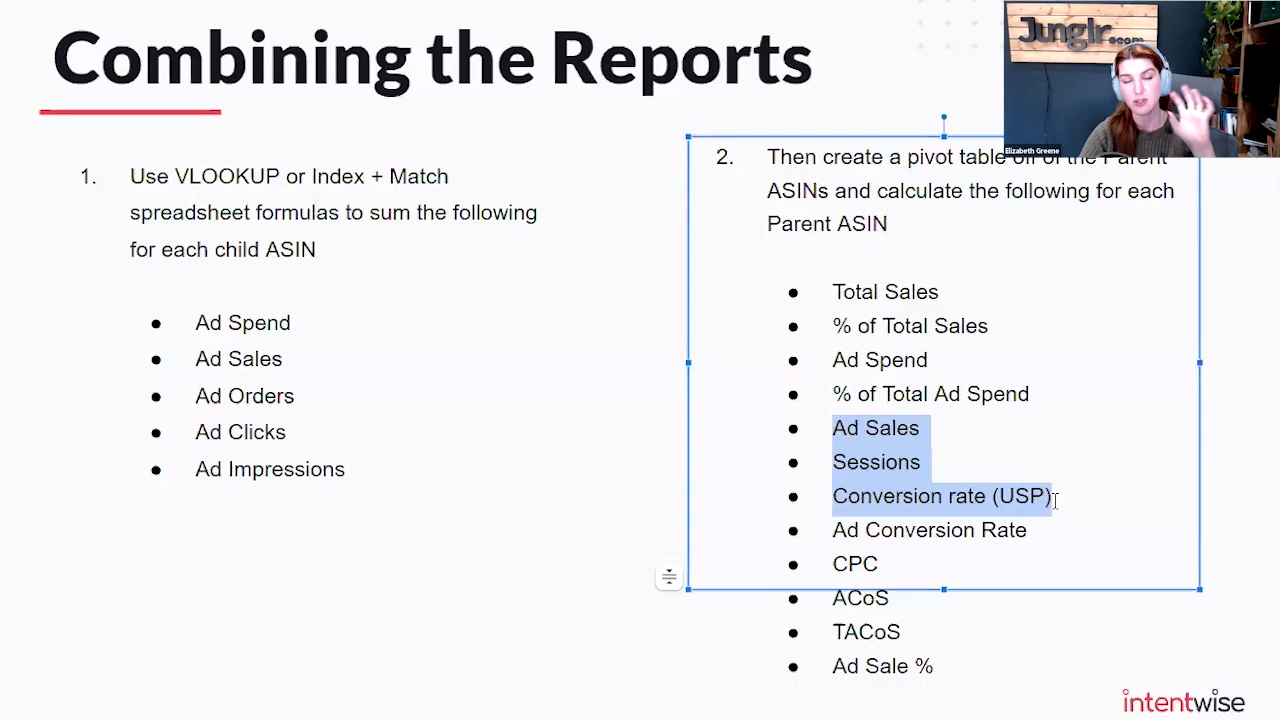 Combining the Reports
Junglr.com
Elizabeth Greene
1. Use VLOOKUP or Index + Match
spreadsheet formulas to sum the following
for each child ASIN
● Ad Spend
● Ad Sales
● Ad Orders
● Ad Clicks
● Ad Impressions
2. Then create a pivot table off of the Parent
ASINs and calculate the following for each
Parent ASIN
● Total Sales
● % of Total Sales
● Ad Spend
● % of Total Ad Spend
● Ad Sales
● Sessions
● Conversion rate (USP)
● Ad Conversion Rate
● CPC
● ACoS
● TACoS
● Ad Sale %
intentwise